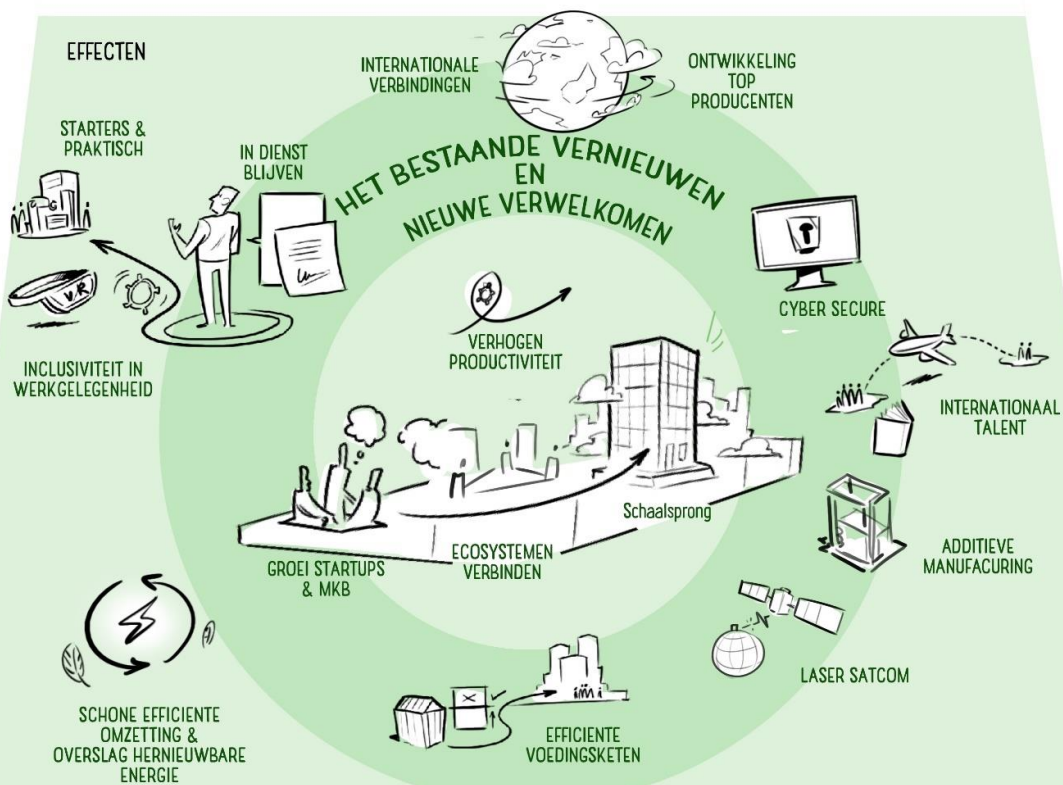 EFFECTEN
INTERNATIONALE
VERBINDINGEN
ONTWIKKELING
TOP
PRODUCENTEN
STARTERS &
PRAKTISCH
IN DIENST
BLIJVEN
HET BESTAANDE VERNIEUWEN
EN
NIEUWE VERWELKOMEN
V.R
INCLUSIVITEIT IN
WERKGELEGENHEID
VERHOGEN
PRODUCTIVITEIT
CYBER SECURE
INTERNATIONAAL
TALENT
Schaalsprong
GROEI STARTUPS
& MKB
ECOSYSTEMEN
VERBINDEN
ADDITIEVE
MANUFACURING
LASER SATCOM
SCHONE EFFICIENTE
OMZETTING &
OVERSLAG HERNIEUWBARE
ENERGIE
EFFICIENTE
VOEDINGSKETEN